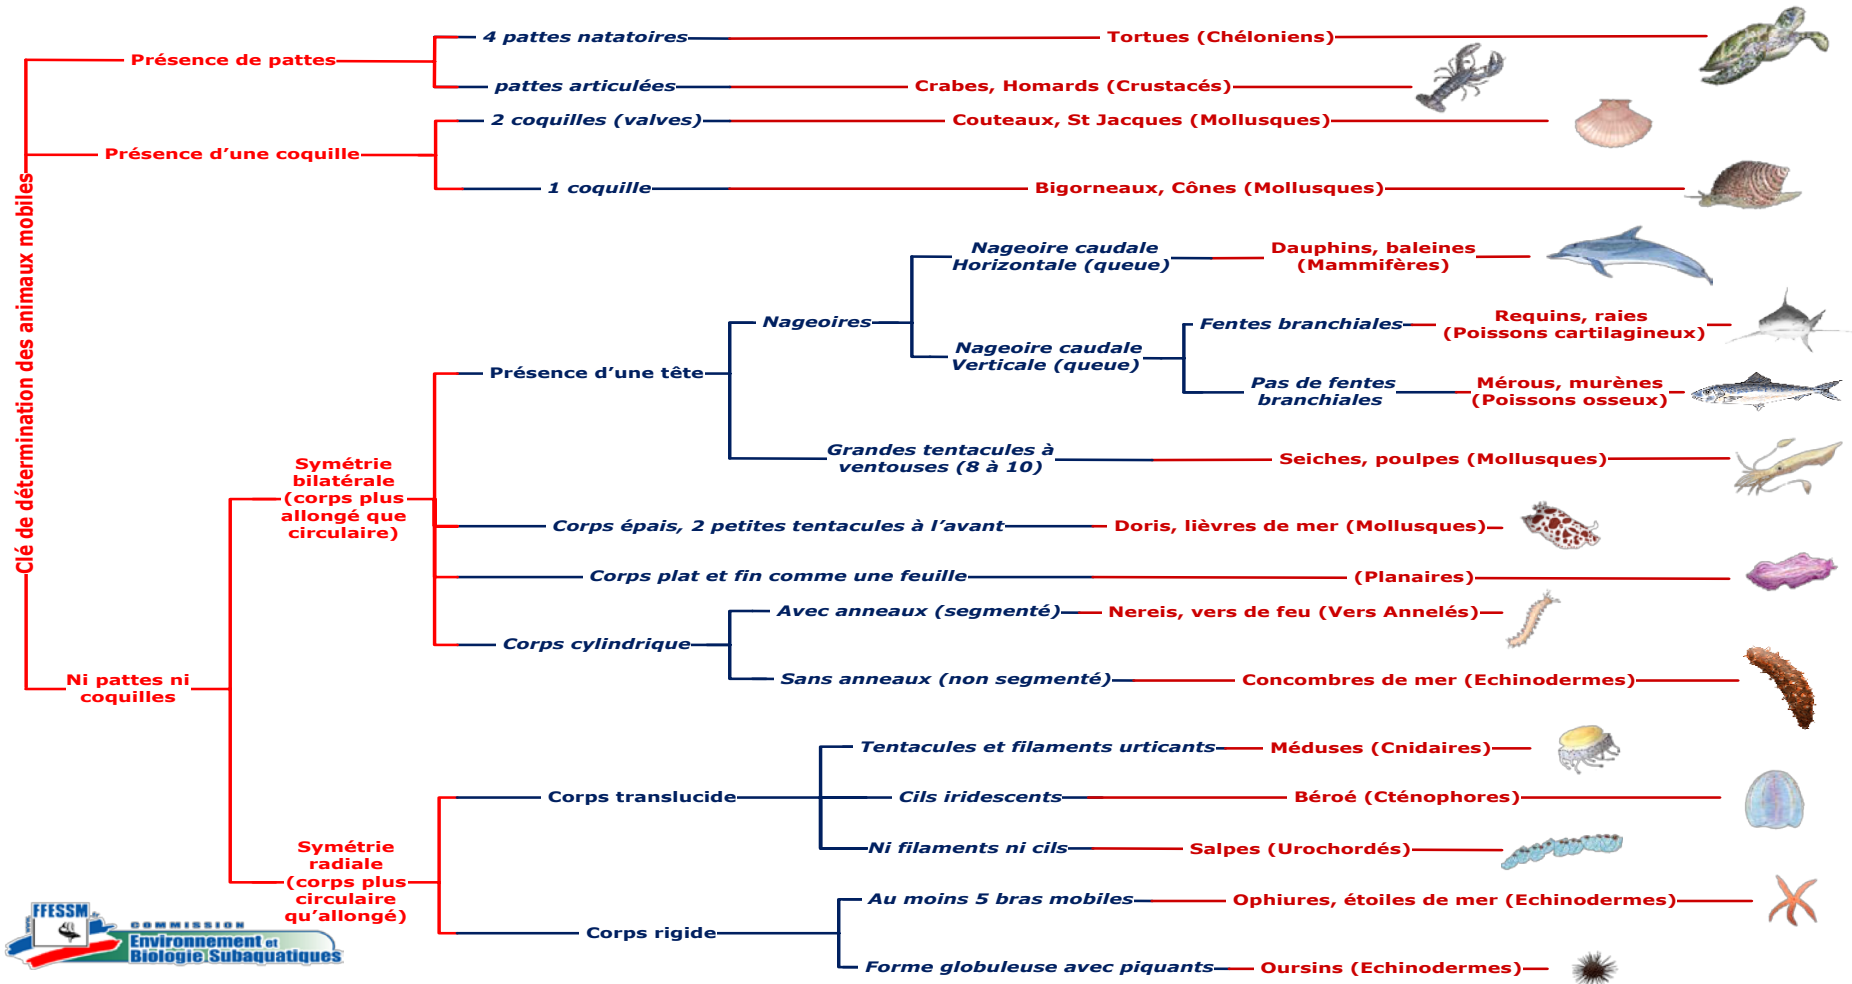 Clé de détermination des animaux mobiles
Présence de pattes
4 pattes natatoires
Tortues (Chéloniens)
pattes articulées
Crabes, Homards (Crustacés)
Présence d'une coquille
2 coquilles (valves)
Couteaux, St Jacques (Mollusques)
1 coquille
Bigorneaux, Cônes (Mollusques)
Ni pattes ni
coquilles
Symétrie
bilatérale
(corps plus
allongé que
circulaire)
Présence d'une tête
Nageoires
Nageoire caudale
Horizontale (queue)
Dauphins, baleines
(Mammifères)
Nageoire caudale
Verticale (queue)
Fentes branchiales
Requins, raies
(Poissons cartilagineux)
Pas de fentes
branchiales
Mérous, murènes
(Poissons osseux)
Grandes tentacules à
ventouses (8 à 10)
Seiches, poulpes (Mollusques)
Corps épais, 2 petites tentacules à l'avant
Doris, lièvres de mer (Mollusques)
Corps plat et fin comme une feuille
(Planaires)
Corps cylindrique
Avec anneaux (segmenté)
Nereis, vers de feu (Vers Annelés)
Sans anneaux (non segmenté)
Concombres de mer (Echinodermes)
Symétrie
radiale
(corps plus
circulaire
qu'allongé)
Corps translucide
Tentacules et filaments urticants
Méduses (Cnidaires)
Cils iridescents
Béroé (Cténophores)
Ni filaments ni cils
Salpes (Urochordés)
Corps rigide
Au moins 5 bras mobiles
Ophiures, étoiles de mer (Echinodermes)
Forme globuleuse avec piquants
Oursins (Echinodermes)
FFESSM
COMMISSION
Environnement et
Biologie Subaquatiques